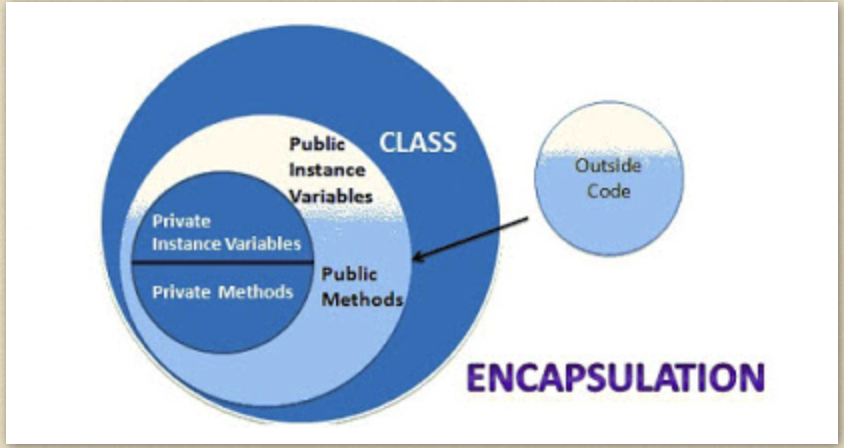 Public
Instance
Variables
CLASS
Private
Instance Variables
Private Methods
Public
Methods
Outside
Code
ENCAPSULATION